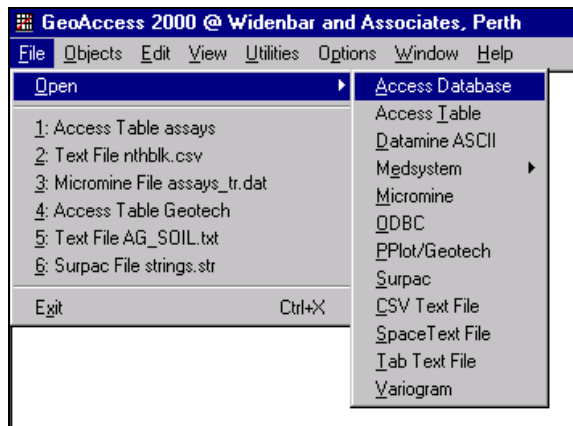 GeoAccess 2000 @ Widenbar and Associates, Perth
File Objects Edit View Utilities Options Window Help
Open
1: Access Table assays
2: Text File nthblk.csv
3: Micromine File assays_tr.dat
4: Access Table Geotech
5: Text File AG_SOIL.txt
6: Surpac File strings.str
Exit Ctrl+X
Access Database
Access Table
Datamine ASCII
Medsystem
Micromine
ODBC
PPlot/Geotech
Surpac
CSV Text File
SpaceText File
Tab Text File
Variogram